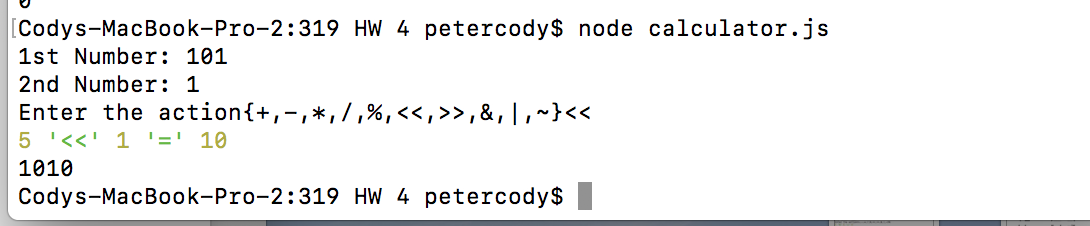 0
[Codys-MacBook-Pro-2:319 HW 4 petercody$ node calculator.js
1st Number: 101
2nd Number: 1
Enter the action{+,-,*,/,%,<<,>>,&,|,~}<<
5 '<<' 1 '=' 10
1010
Codys-MacBook-Pro-2:319 HW 4 petercody$